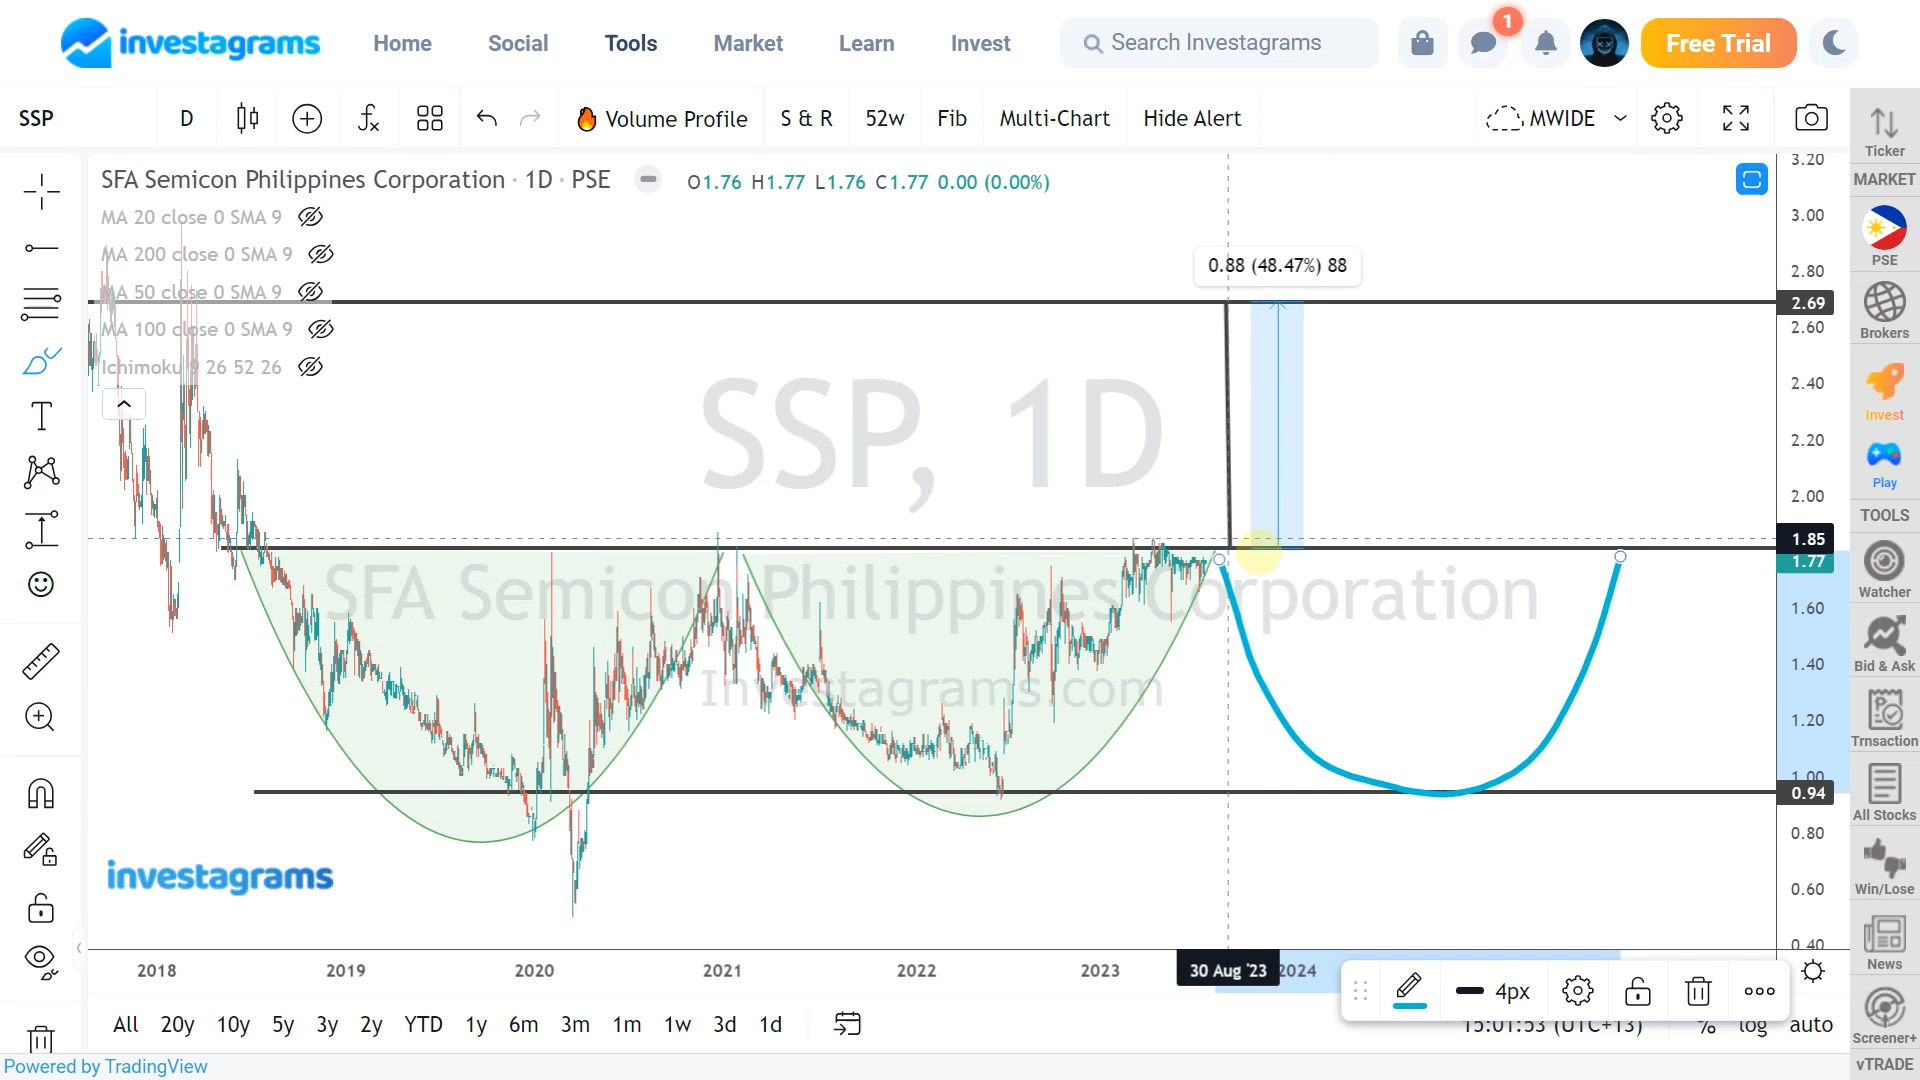 investagrams
Home Social Tools Market Learn Invest
Search Investagrams
1
Free Trial
SSP D Volume Profile S & R 52w Fib Multi-Chart Hide Alert MWIDE
SFA Semicon Philippines Corporation · 1D · PSE O1.76 H1.77 L1.76 C1.77 0.00 (0.00%)
MA 20 close 0 SMA 9
MA 200 close 0 SMA 9
MA 50 close 0 SMA 9
MA 100 close 0 SMA 9
Ichimoku 9 26 52 26
0.88 (48.47%) 88
SSP, 1D
SFA Semicon Philippines Corporation
Investagrams.com
investagrams
3.20
3.00
2.80
2.69
2.60
2.40
2.20
2.00
1.85
1.77
1.60
1.40
1.20
1.00
0.94
0.80
0.60
0.40
2018 2019 2020 2021 2022 2023 30 Aug '23 2024
4px
All 20y 10y 5y 3y 2y YTD 1y 6m 3m 1m 1w 3d 1d
15:01:53 (UTC+13) % log auto
Powered by TradingView
Ticker
MARKET
PSE
Brokers
Invest
Play
TOOLS
Watcher
Bid & Ask
Trnsaction
All Stocks
Win/Lose
News
Screener+
vTRADE